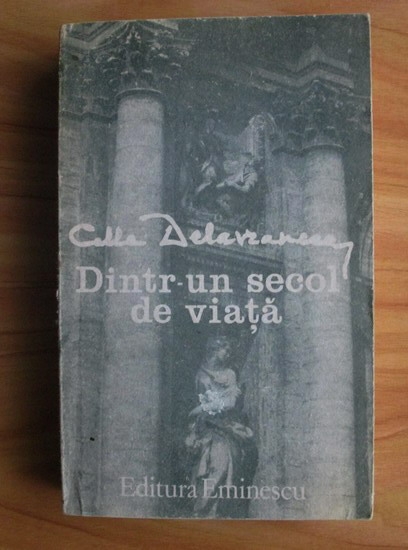 Cella Delavrancea
Dintr-un secol
de viață
Editura Eminescu